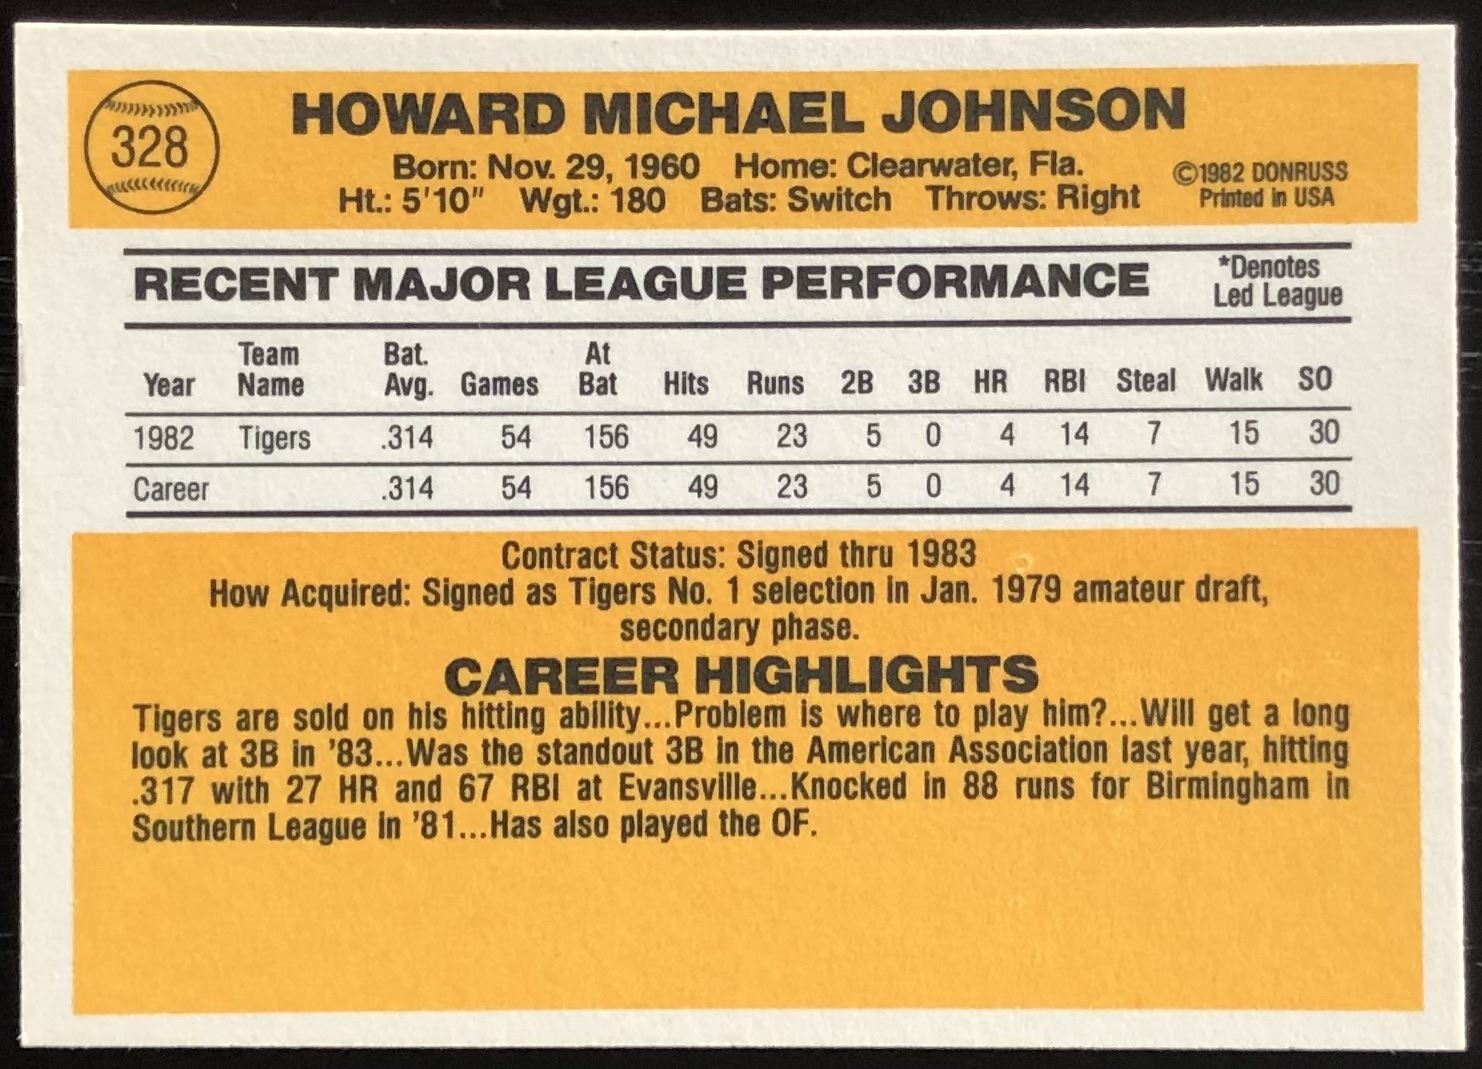 328
HOWARD MICHAEL JOHNSON
Born: Nov. 29, 1960 Home: Clearwater, Fla.
Ht.: 5'10" Wgt.: 180 Bats: Switch Throws: Right
©1982 DONRUSS
Printed in USA
RECENT MAJOR LEAGUE PERFORMANCE
*Denotes
Led League
Year Team Name Bat. Avg. Games At Bat Hits Runs 2B 3B HR RBI Steal Walk SO
1982 Tigers .314 54 156 49 23 5 0 4 14 7 15 30
Career .314 54 156 49 23 5 0 4 14 7 15 30
Contract Status: Signed thru 1983
How Acquired: Signed as Tigers No. 1 selection in Jan. 1979 amateur draft,
secondary phase.
CAREER HIGHLIGHTS
Tigers are sold on his hitting ability...Problem is where to play him?...Will get a long
look at 3B in '83...Was the standout 3B in the American Association last year, hitting
.317 with 27 HR and 67 RBI at Evansville...Knocked in 88 runs for Birmingham in
Southern League in '81...Has also played the OF.